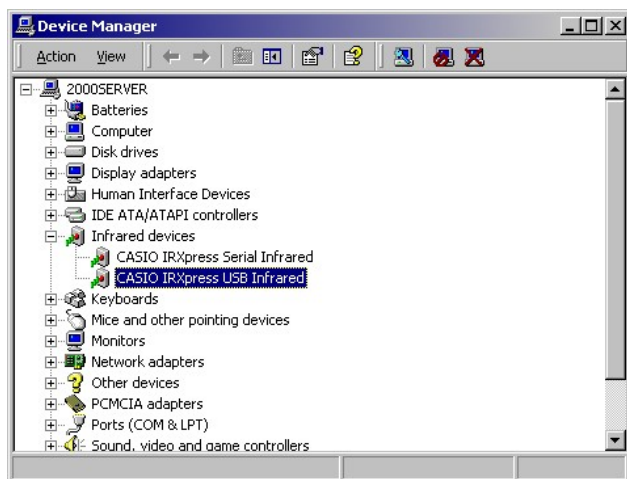 Device Manager
Action View
2000SERVER
Batteries
Computer
Disk drives
Display adapters
Human Interface Devices
IDE ATA/ATAPI controllers
Infrared devices
CASIO IRXpress Serial Infrared
CASIO IRXpress USB Infrared
Keyboards
Mice and other pointing devices
Monitors
Network adapters
Other devices
PCMCIA adapters
Ports (COM & LPT)
Sound, video and game controllers